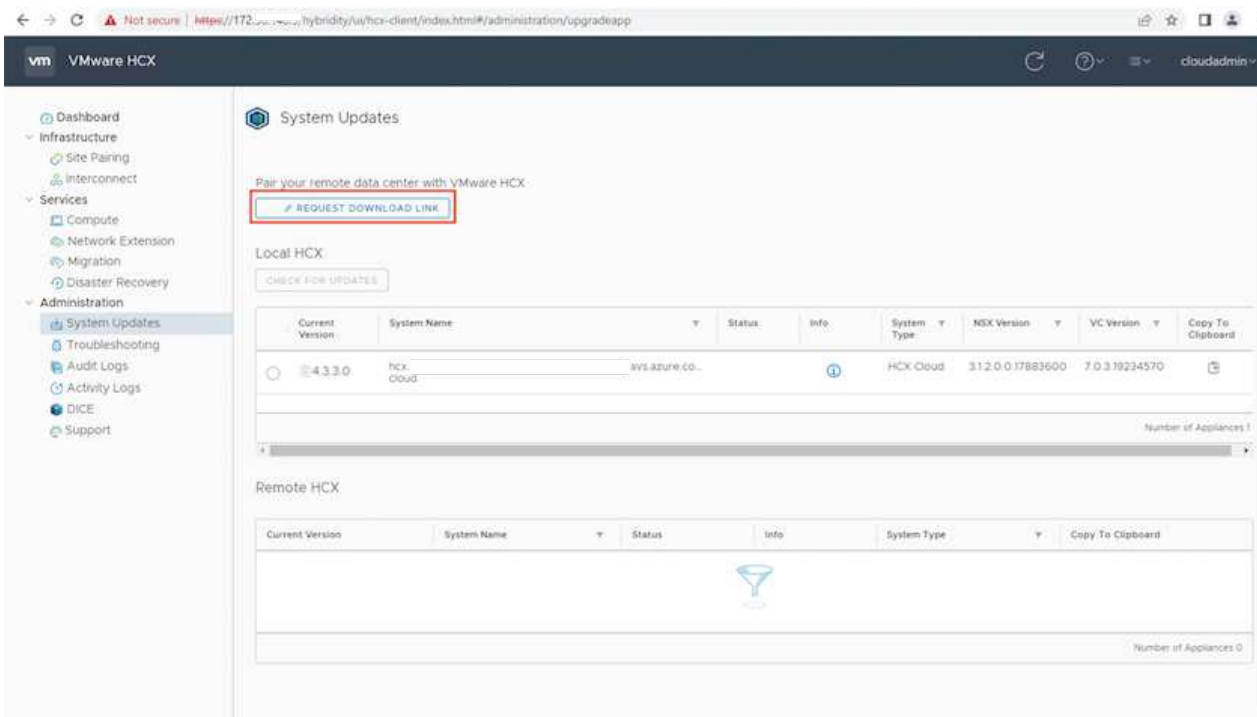 Not secure | https://172. hybridity/ui/hcx-client/index.html#/administration/upgradeapp
vm VMware HCX cloudadmin
Dashboard
Infrastructure
Site Pairing
Interconnect
Services
Compute
Network Extension
Migration
Disaster Recovery
Administration
System Updates
Troubleshooting
Audit Logs
Activity Logs
DICE
Support
System Updates
Pair your remote data center with VMware HCX
REQUEST DOWNLOAD LINK
Local HCX
CHECK FOR UPDATES
Current Version System Name Status Info System Type NSX Version VC Version Copy To Clipboard
4.3.3.0 hcx. avs.azure.co... HCX Cloud 3.1.2.0.0.17883600 7.0.3.19234570
cloud
Number of Appliances 1
Remote HCX
Current Version System Name Status Info System Type Copy To Clipboard
Number of Appliances 0